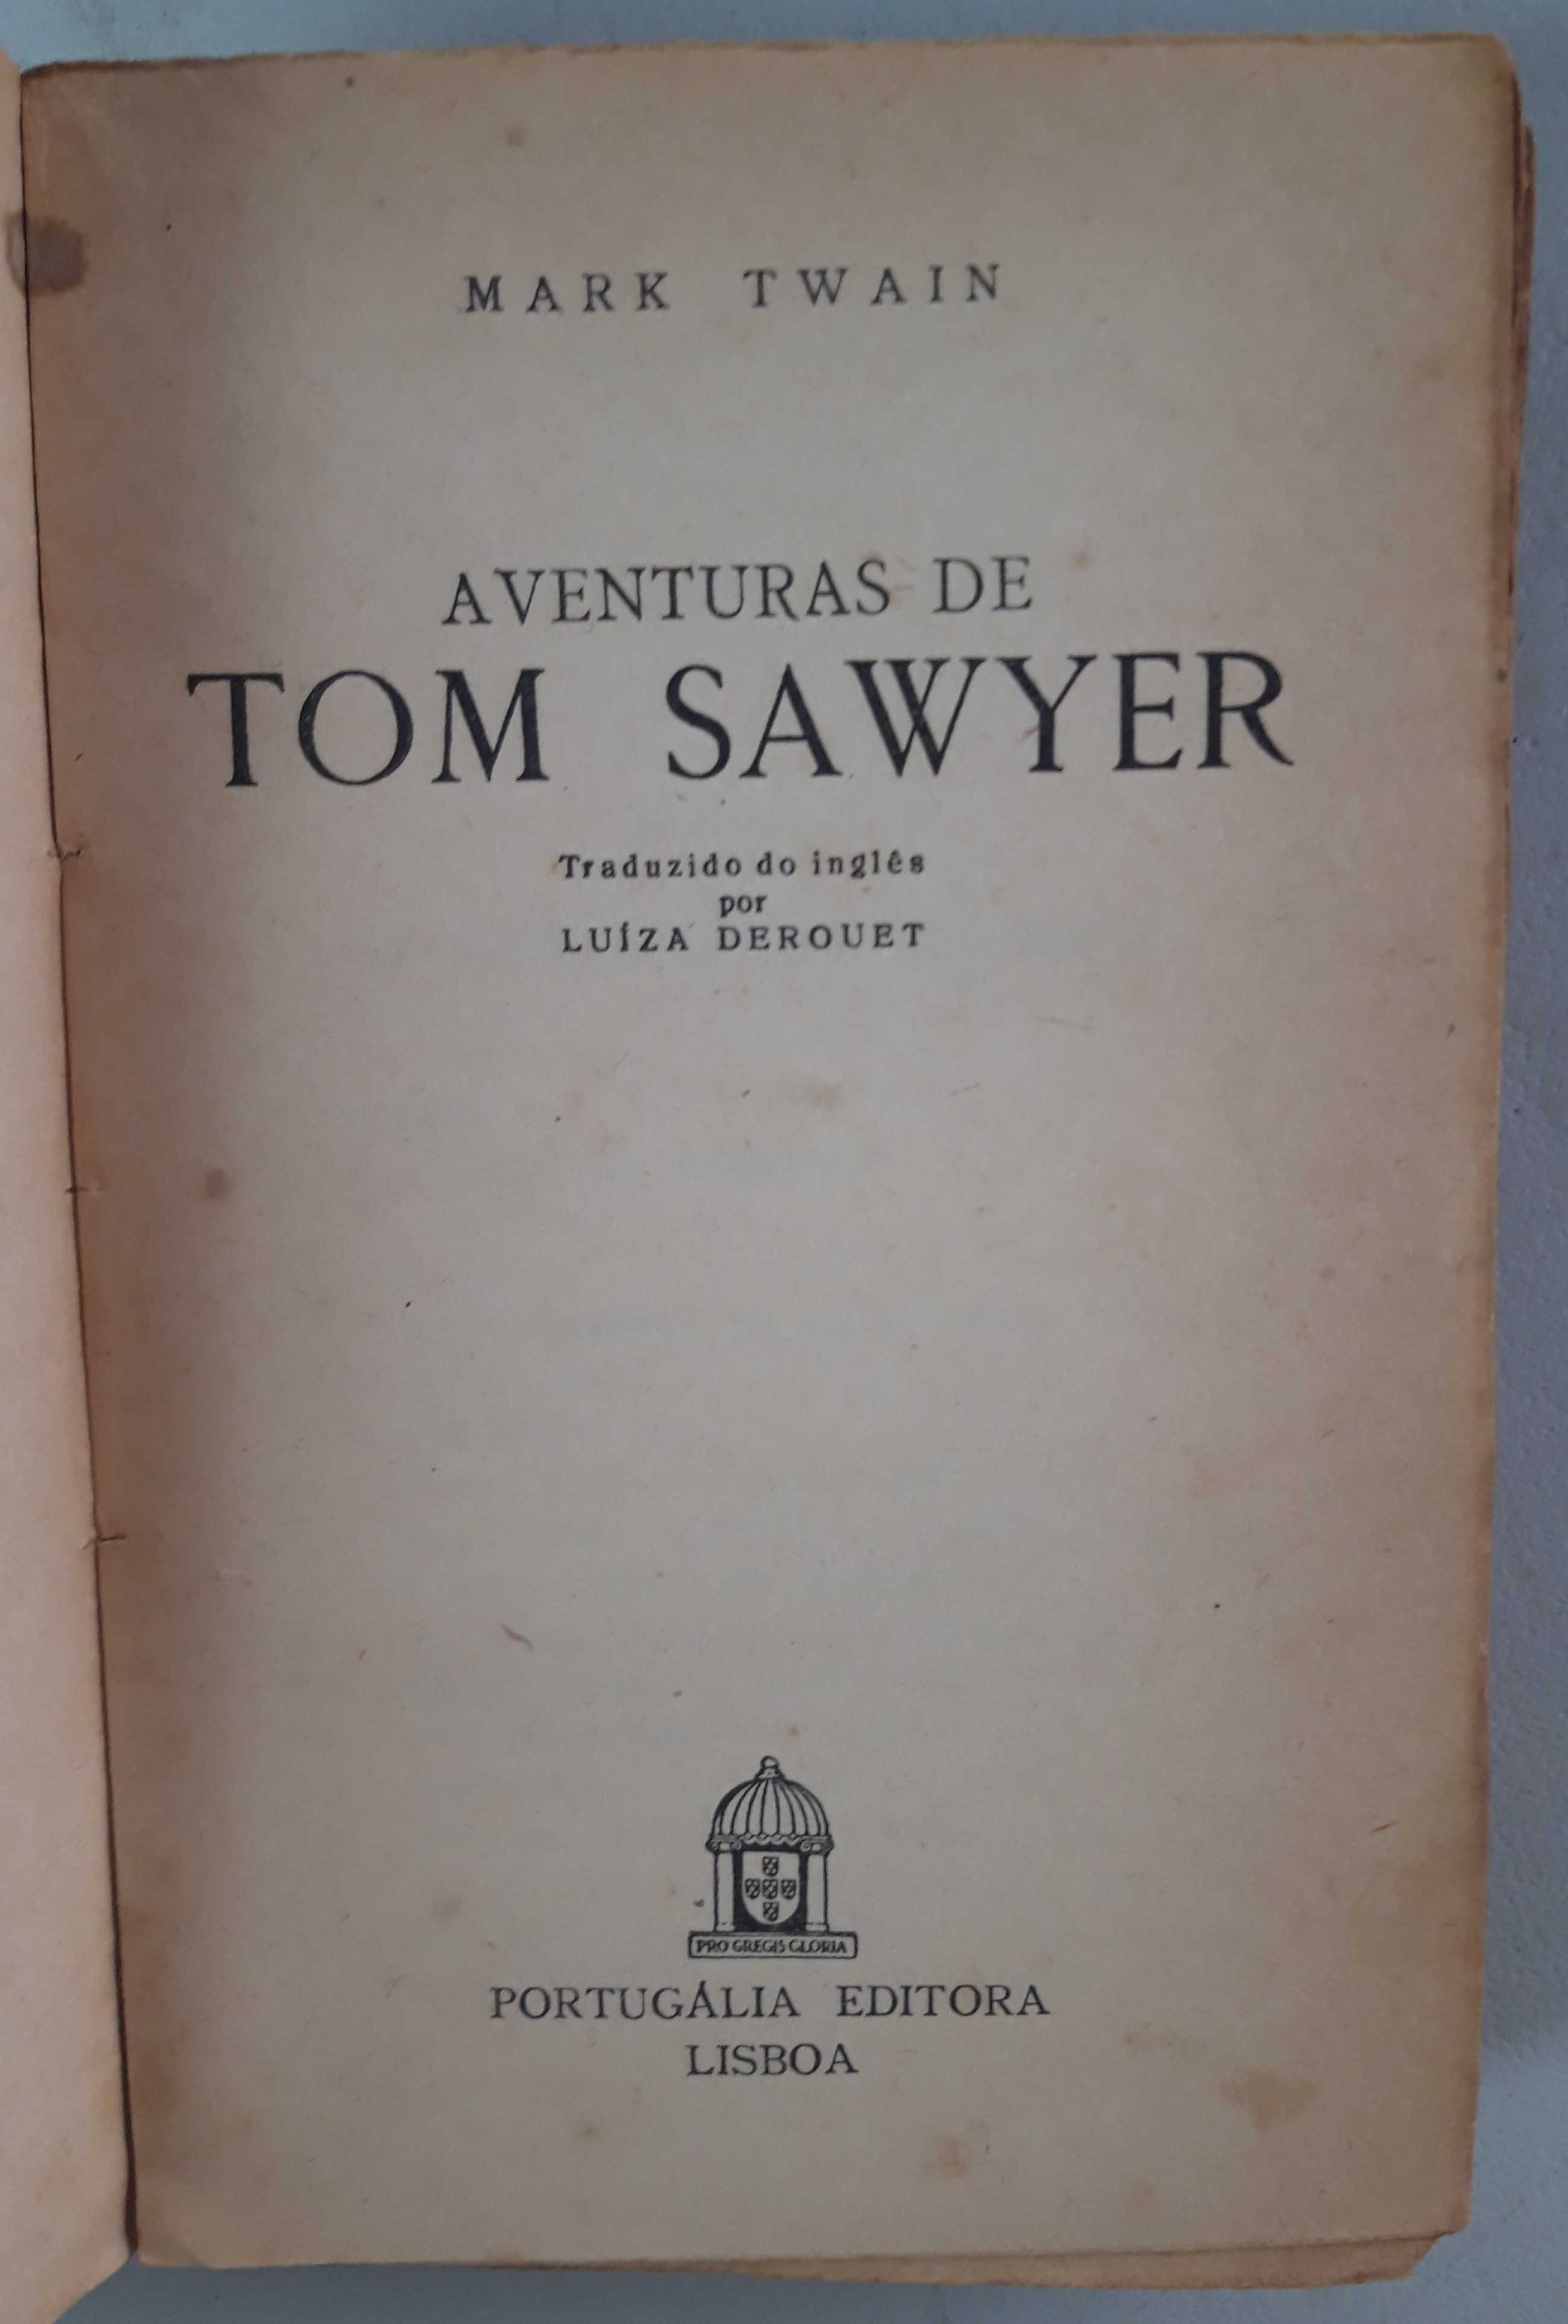 MARK TWAIN
AVENTURAS DE
TOM SAWYER
Traduzido do inglês
por
LUÍZA DEROUET
PRO GREGIS GLORIA
PORTUGÁLIA EDITORA
LISBOA